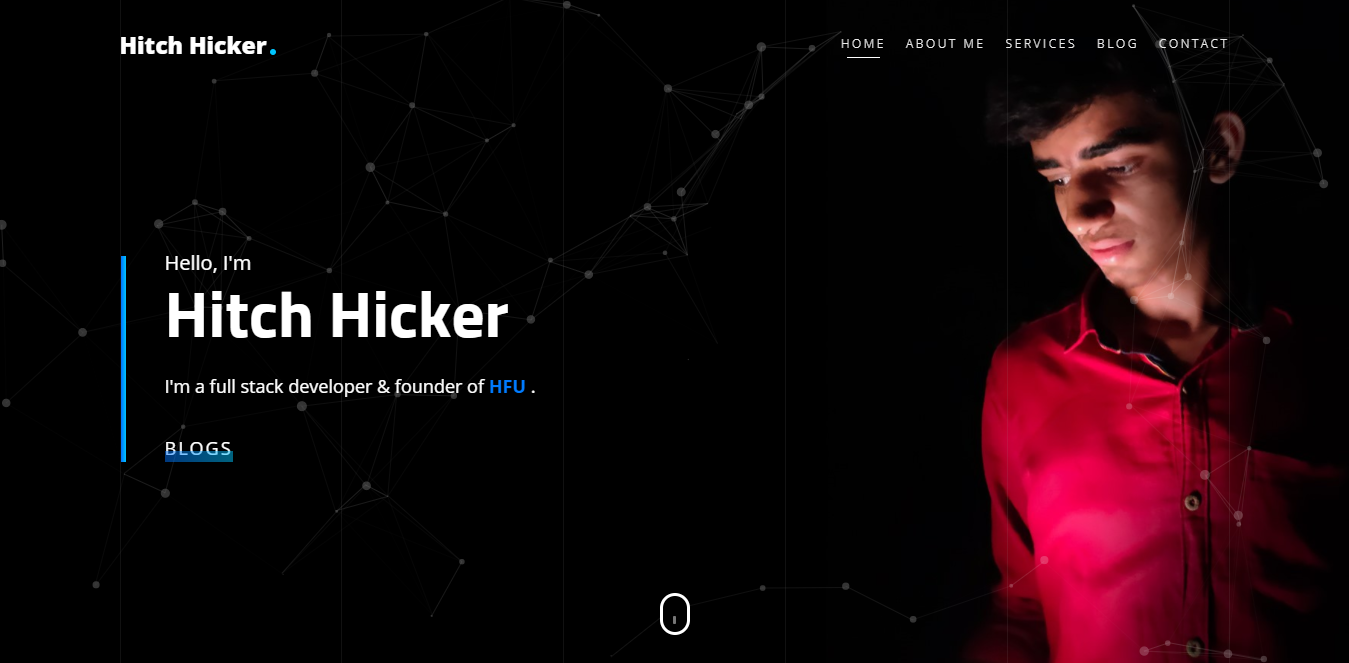 Hitch Hicker.
HOME ABOUT ME SERVICES BLOG CONTACT
Hello, I'm
Hitch Hicker
I'm a full stack developer & founder of HFU .
BLOGS